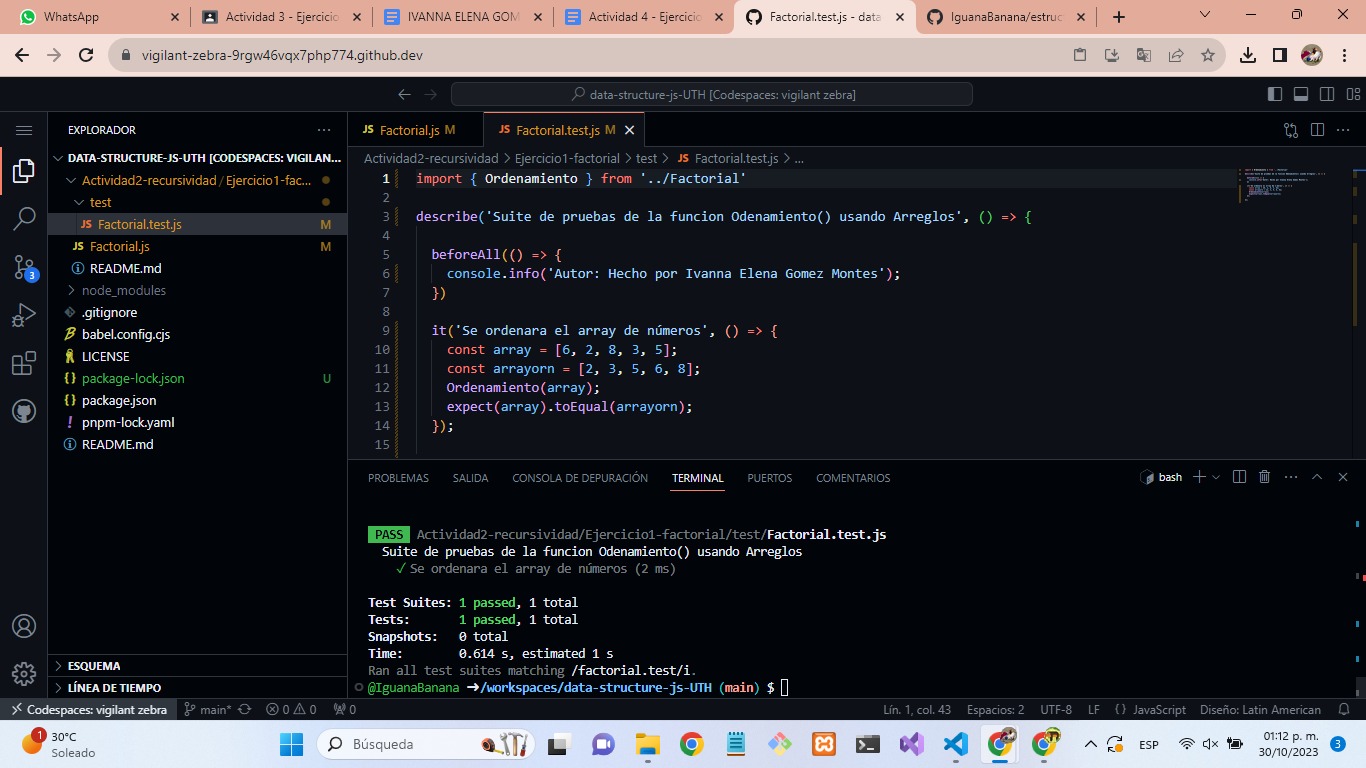 WhatsApp
Actividad 3 - Ejercicio
IVANNA ELENA GOM
Actividad 4 - Ejercicio
Factorial.test.js - data
IguanaBanana/estruc
vigilant-zebra-9rgw46vqx7php774.github.dev
data-structure-js-UTH [Codespaces: vigilant zebra]
EXPLORADOR
DATA-STRUCTURE-JS-UTH [CODESPACES: VIGILAN...
Actividad2-recursividad / Ejercicio1-fac...
test
JS Factorial.test.js M
JS Factorial.js M
README.md
node_modules
.gitignore
babel.config.cjs
LICENSE
{} package-lock.json U
{} package.json
! pnpm-lock.yaml
README.md
3
ESQUEMA
LÍNEA DE TIEMPO
JS Factorial.js M
JS Factorial.test.js M
Actividad2-recursividad > Ejercicio1-factorial > test > JS Factorial.test.js > ...
1 import { Ordenamiento } from '../Factorial'
2
3 describe('Suite de pruebas de la funcion Odenamiento() usando Arreglos', () => {
4
5 beforeAll(() => {
6 console.info('Autor: Hecho por Ivanna Elena Gomez Montes');
7 })
8
9 it('Se ordenara el array de números', () => {
10 const array = [6, 2, 8, 3, 5];
11 const arrayorn = [2, 3, 5, 6, 8];
12 Ordenamiento(array);
13 expect(array).toEqual(arrayorn);
14 });
15
PROBLEMAS SALIDA CONSOLA DE DEPURACIÓN TERMINAL PUERTOS COMENTARIOS
bash
PASS Actividad2-recursividad/Ejercicio1-factorial/test/Factorial.test.js
Suite de pruebas de la funcion Odenamiento() usando Arreglos
✓ Se ordenara el array de números (2 ms)
Test Suites: 1 passed, 1 total
Tests: 1 passed, 1 total
Snapshots: 0 total
Time: 0.614 s, estimated 1 s
Ran all test suites matching /factorial.test/i.
@IguanaBanana ➜/workspaces/data-structure-js-UTH (main) $
Codespaces: vigilant zebra main* 0 0 0
Lín. 1, col. 43 Espacios: 2 UTF-8 LF {} JavaScript Diseño: Latin American
1
30°C
Soleado
Búsqueda
ESP
01:12 p. m.
30/10/2023
3